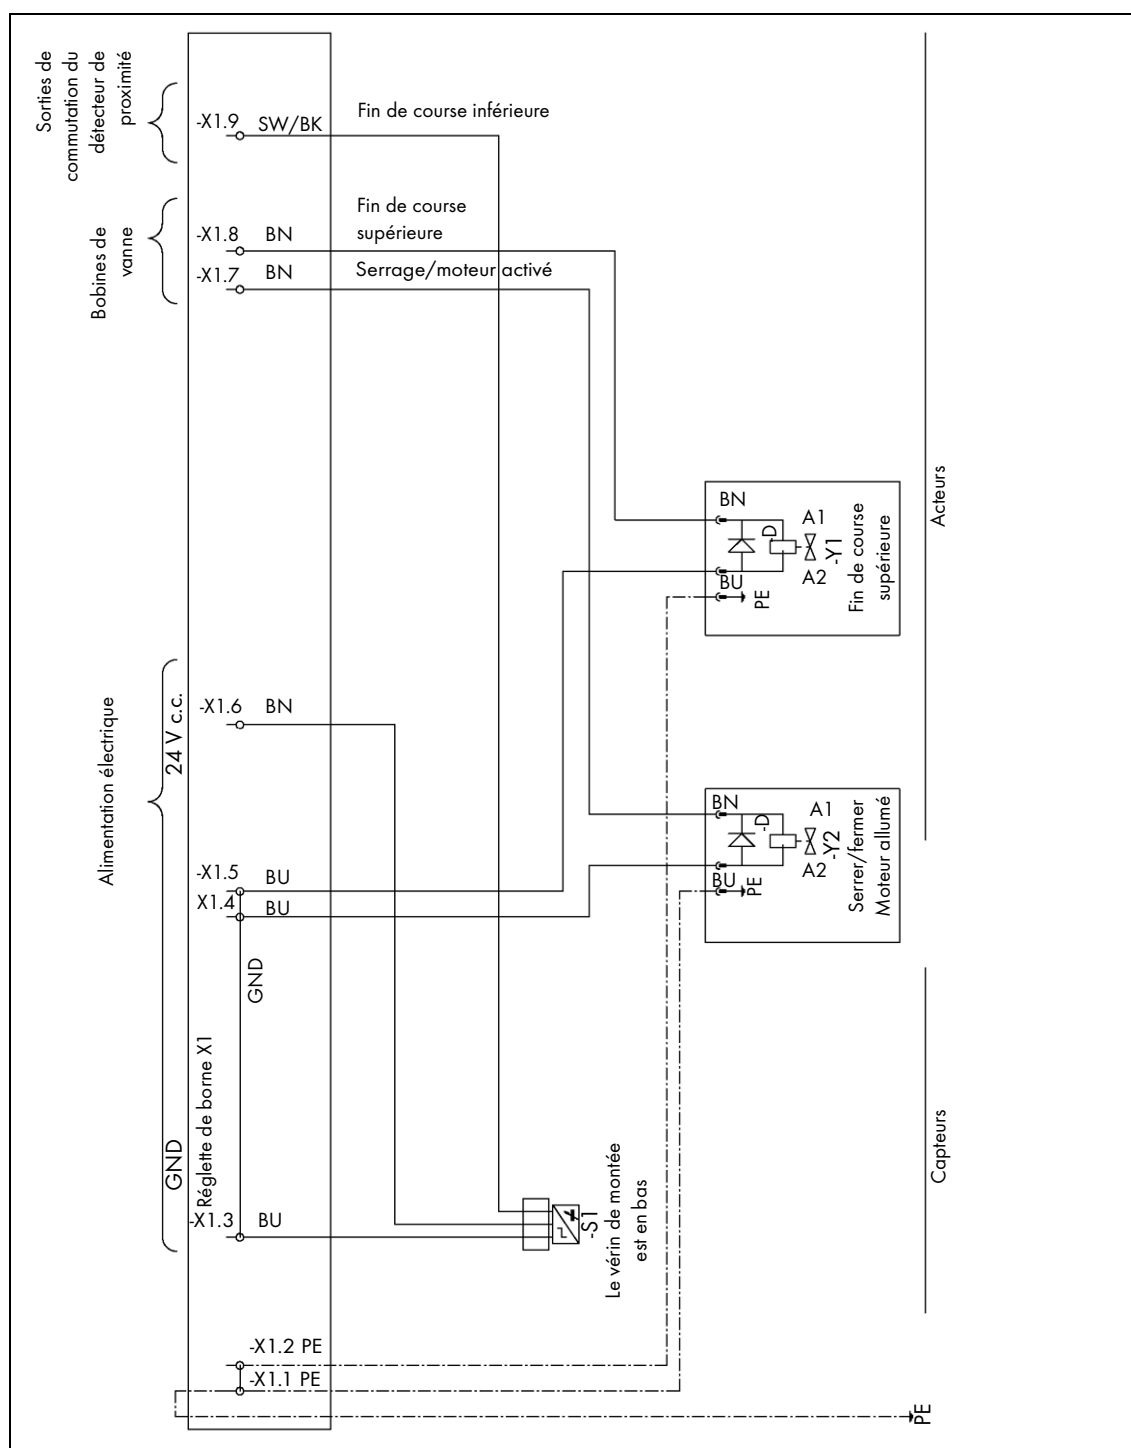 Sorties de
commutation du
détecteur de
proximité
-X1.9
SW/BK
Fin de course inférieure
Bobines de
vanne
-X1.8
BN
Fin de course
supérieure
-X1.7
BN
Serrage/moteur activé
BN
D
A1
A2
-Y1
BU
PE
Fin de course
supérieure
Acteurs
Alimentation électrique
24 V c.c.
-X1.6
BN
BN
-D
A1
A2
-Y2
BU
PE
Serrer/fermer
Moteur allumé
-X1.5
BU
X1.4
BU
GND
GND
Réglette de borne X1
-X1.3
BU
-S1
Le vérin de montée
est en bas
Capteurs
-X1.2 PE
-X1.1 PE
PE